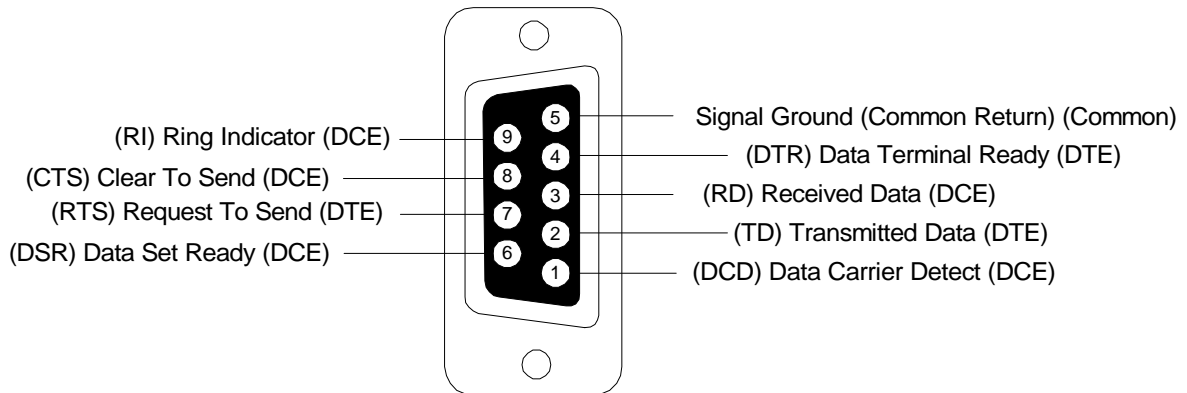 (RI) Ring Indicator (DCE)
(CTS) Clear To Send (DCE)
(RTS) Request To Send (DTE)
(DSR) Data Set Ready (DCE)
9
8
7
6
5
4
3
2
1
Signal Ground (Common Return) (Common)
(DTR) Data Terminal Ready (DTE)
(RD) Received Data (DCE)
(TD) Transmitted Data (DTE)
(DCD) Data Carrier Detect (DCE)